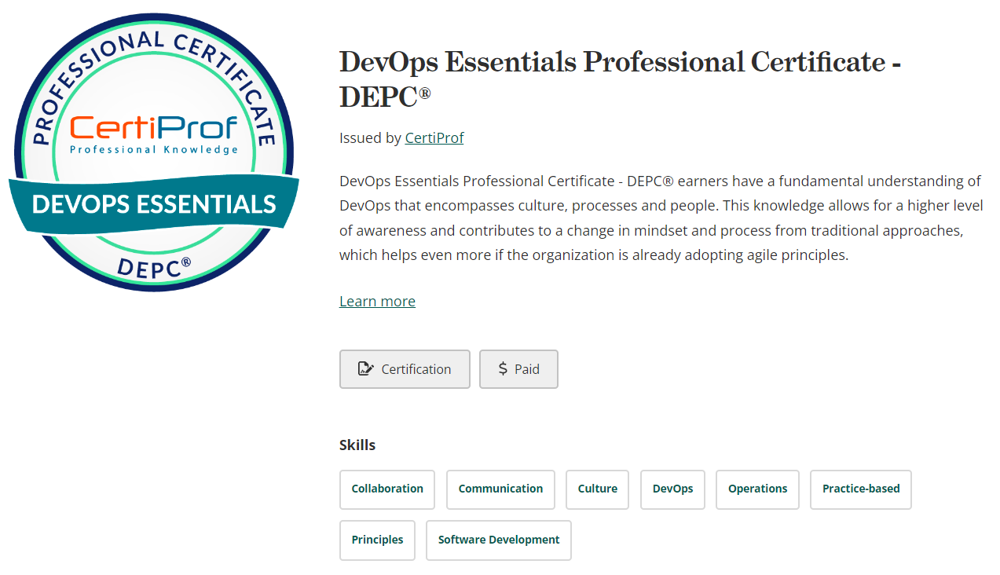 PROFESSIONAL CERTIFICATE
CertiProf
Professional Knowledge
DEVOPS ESSENTIALS
DEPC®
DevOps Essentials Professional Certificate -
DEPC®
Issued by CertiProf
DevOps Essentials Professional Certificate - DEPC® earners have a fundamental understanding of
DevOps that encompasses culture, processes and people. This knowledge allows for a higher level
of awareness and contributes to a change in mindset and process from traditional approaches,
which helps even more if the organization is already adopting agile principles.
Learn more
Certification $ Paid
Skills
Collaboration Communication Culture DevOps Operations Practice-based
Principles Software Development